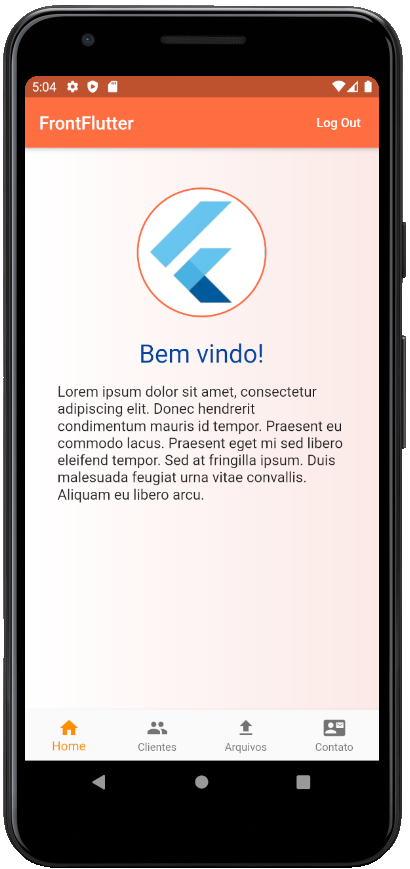 5:04
FrontFlutter
Log Out
Bem vindo!
Lorem ipsum dolor sit amet, consectetur
adipiscing elit. Donec hendrerit
condimentum mauris id tempor. Praesent eu
commodo lacus. Praesent eget mi sed libero
eleifend tempor. Sed at fringilla ipsum. Duis
malesuada feugiat urna vitae convallis.
Aliquam eu libero arcu.
Home
Clientes
Arquivos
Contato